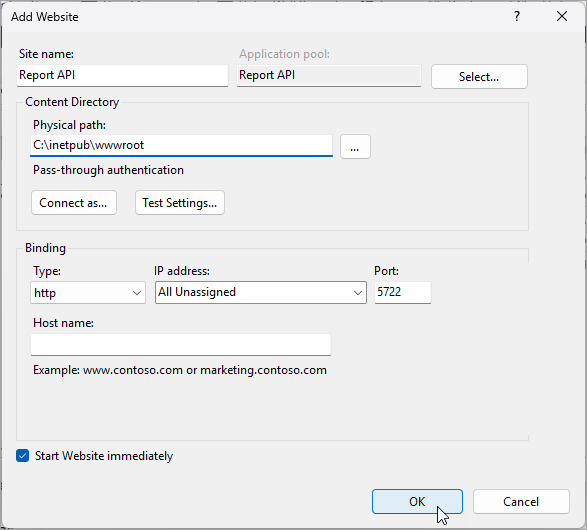 Add Website
?
Site name:
Application pool:
Report API
Report API
Select...
Content Directory
Physical path:
C:\inetpub\wwwroot
...
Pass-through authentication
Connect as...
Test Settings...
Binding
Type:
IP address:
Port:
http
All Unassigned
5722
Host name:
Example: www.contoso.com or marketing.contoso.com
Start Website immediately
OK
Cancel